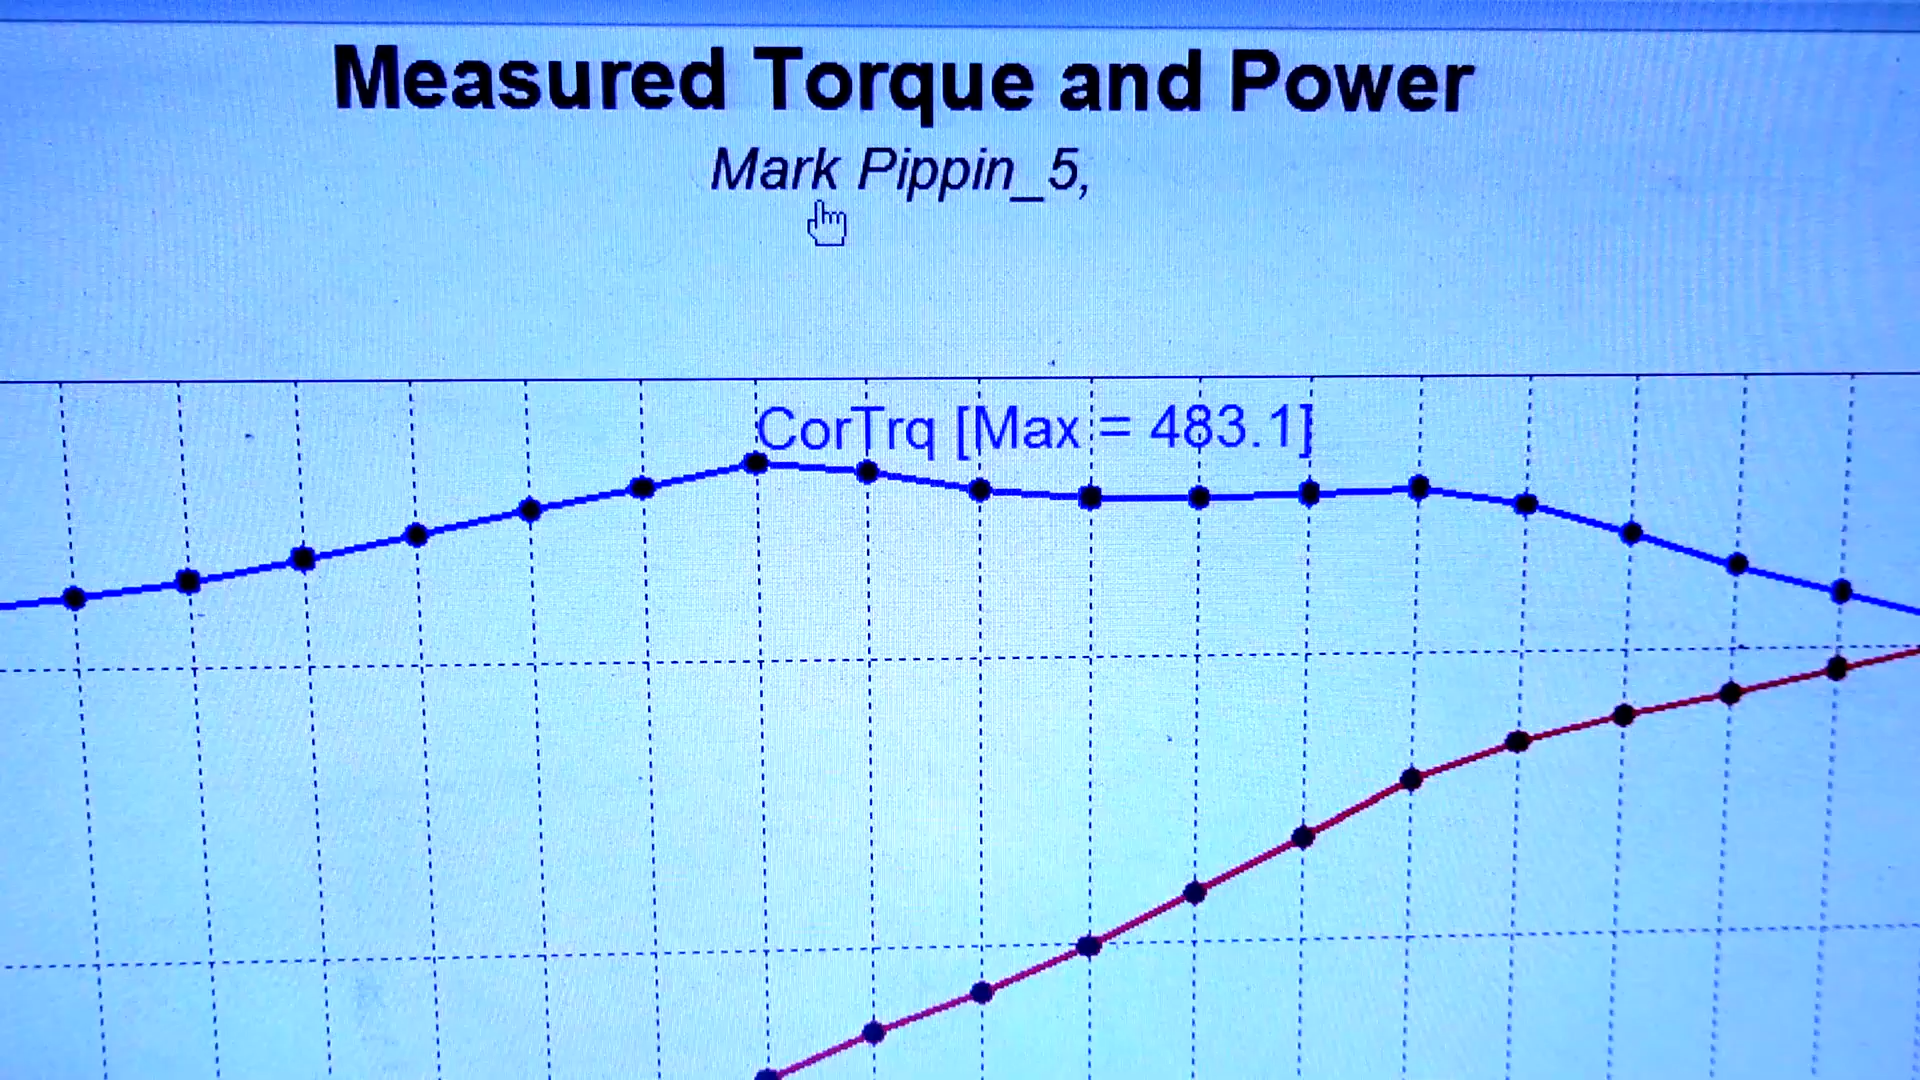 Measured Torque and Power
Mark Pippin_5,
CorTrq [Max = 483.1]